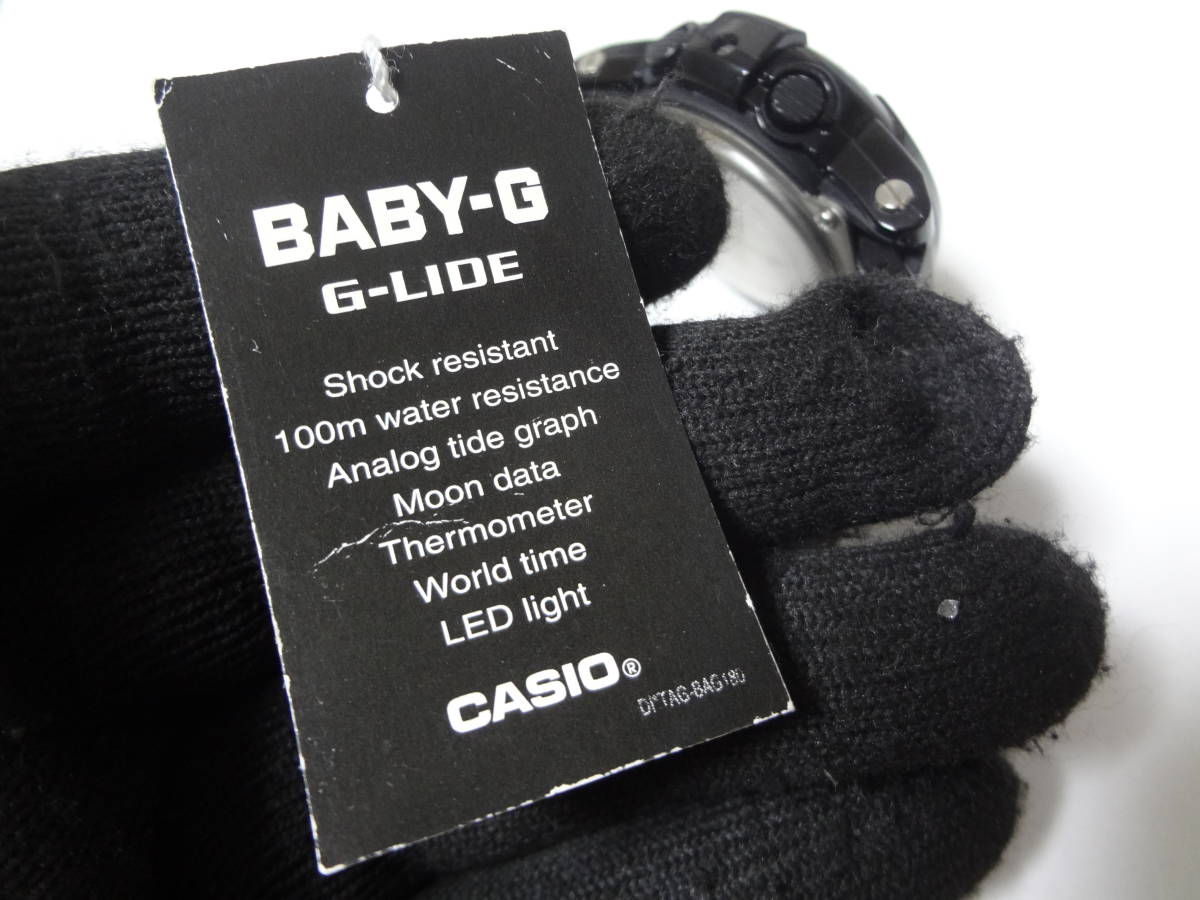 BABY-G
G-LIDE
Shock resistant
100m water resistance
Analog tide graph
Moon data
Thermometer
World time
LED light
CASIO®
DI*TAG-BAG180